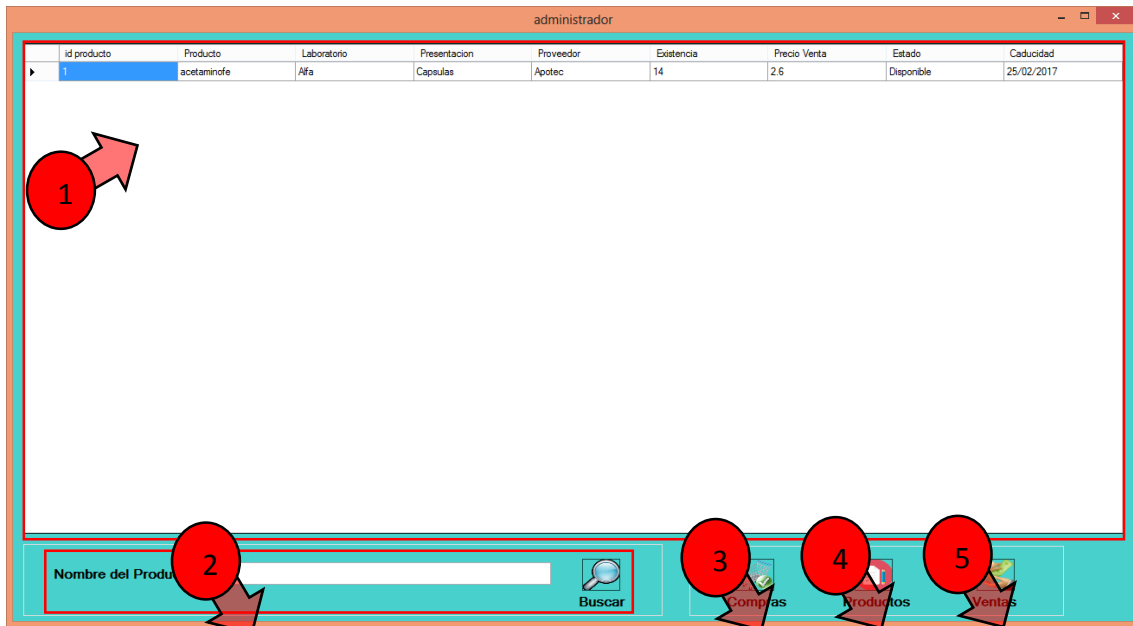 administrador
id producto Producto Laboratorio Presentacion Proveedor Existencia Precio Venta Estado Caducidad
1 acetaminofe Alfa Capsulas Apotec 14 2.6 Disponible 25/02/2017
1
2 3 4 5
Nombre del Produ
Buscar Compras Productos Ventas